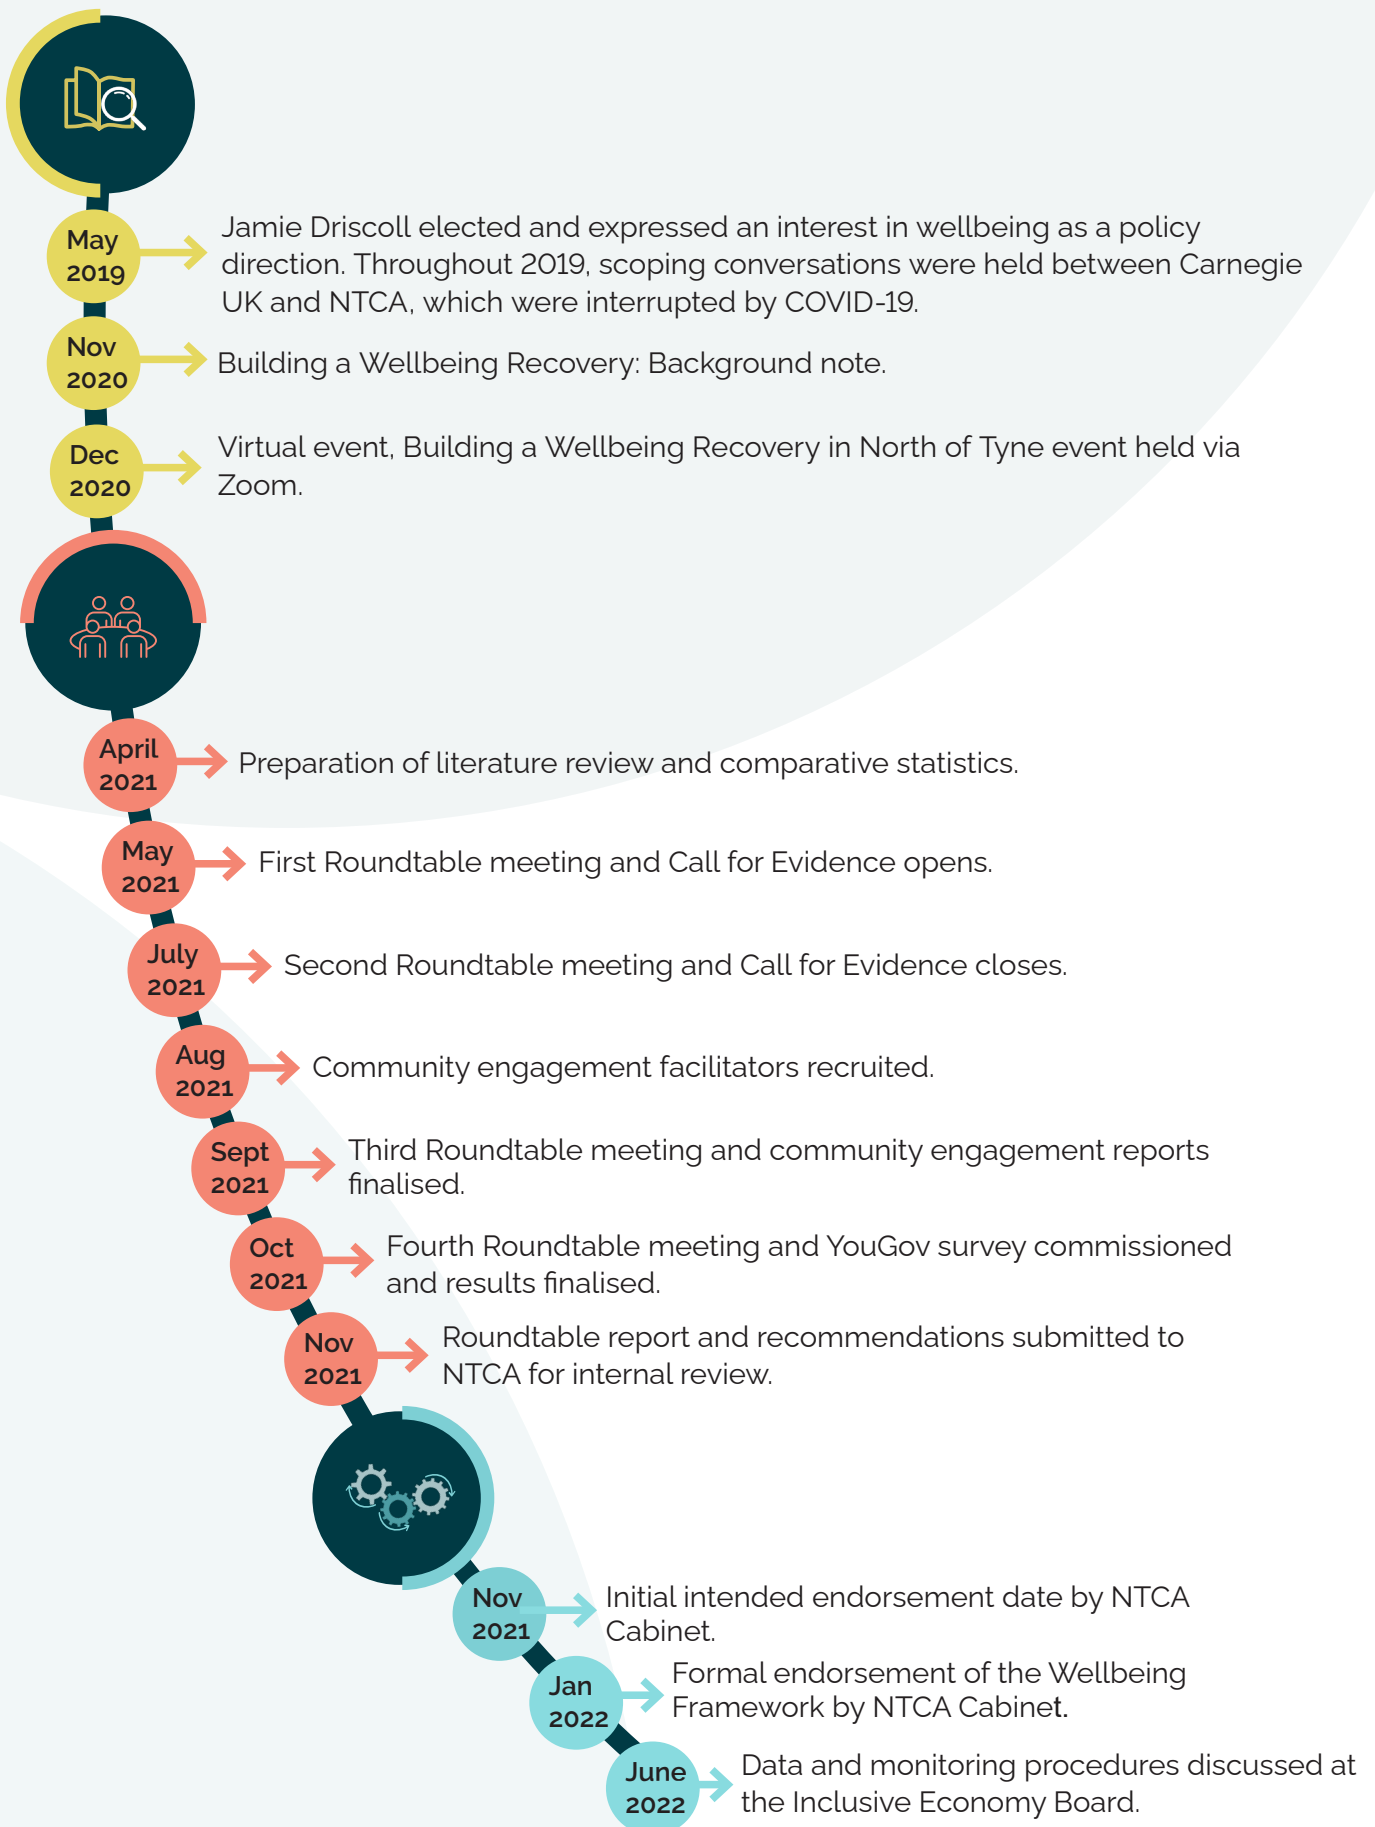 May
2019
Jamie Driscoll elected and expressed an interest in wellbeing as a policy
direction. Throughout 2019, scoping conversations were held between Carnegie
UK and NTCA, which were interrupted by COVID-19.
Nov
2020
Building a Wellbeing Recovery: Background note.
Dec
2020
Virtual event, Building a Wellbeing Recovery in North of Tyne event held via
Zoom.
April
2021
Preparation of literature review and comparative statistics.
May
2021
First Roundtable meeting and Call for Evidence opens.
July
2021
Second Roundtable meeting and Call for Evidence closes.
Aug
2021
Community engagement facilitators recruited.
Sept
2021
Third Roundtable meeting and community engagement reports
finalised.
Oct
2021
Fourth Roundtable meeting and YouGov survey commissioned
and results finalised.
Nov
2021
Roundtable report and recommendations submitted to
NTCA for internal review.
Nov
2021
Initial intended endorsement date by NTCA
Cabinet.
Jan
2022
Formal endorsement of the Wellbeing
Framework by NTCA Cabinet.
June
2022
Data and monitoring procedures discussed at
the Inclusive Economy Board.